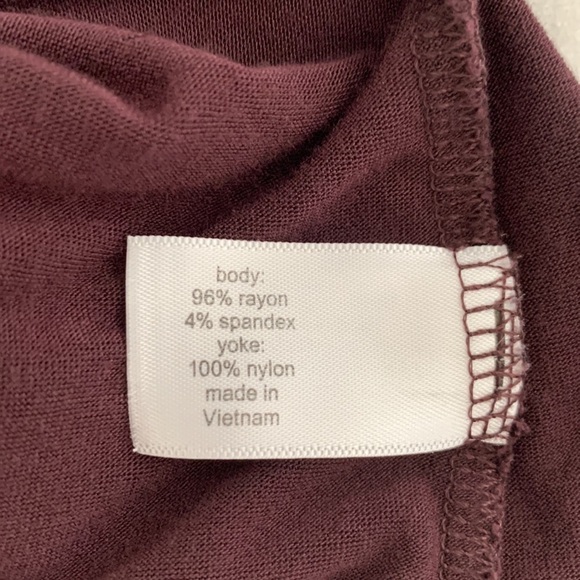 body:
96% rayon
4% spandex
yoke:
100% nylon
made in
Vietnam